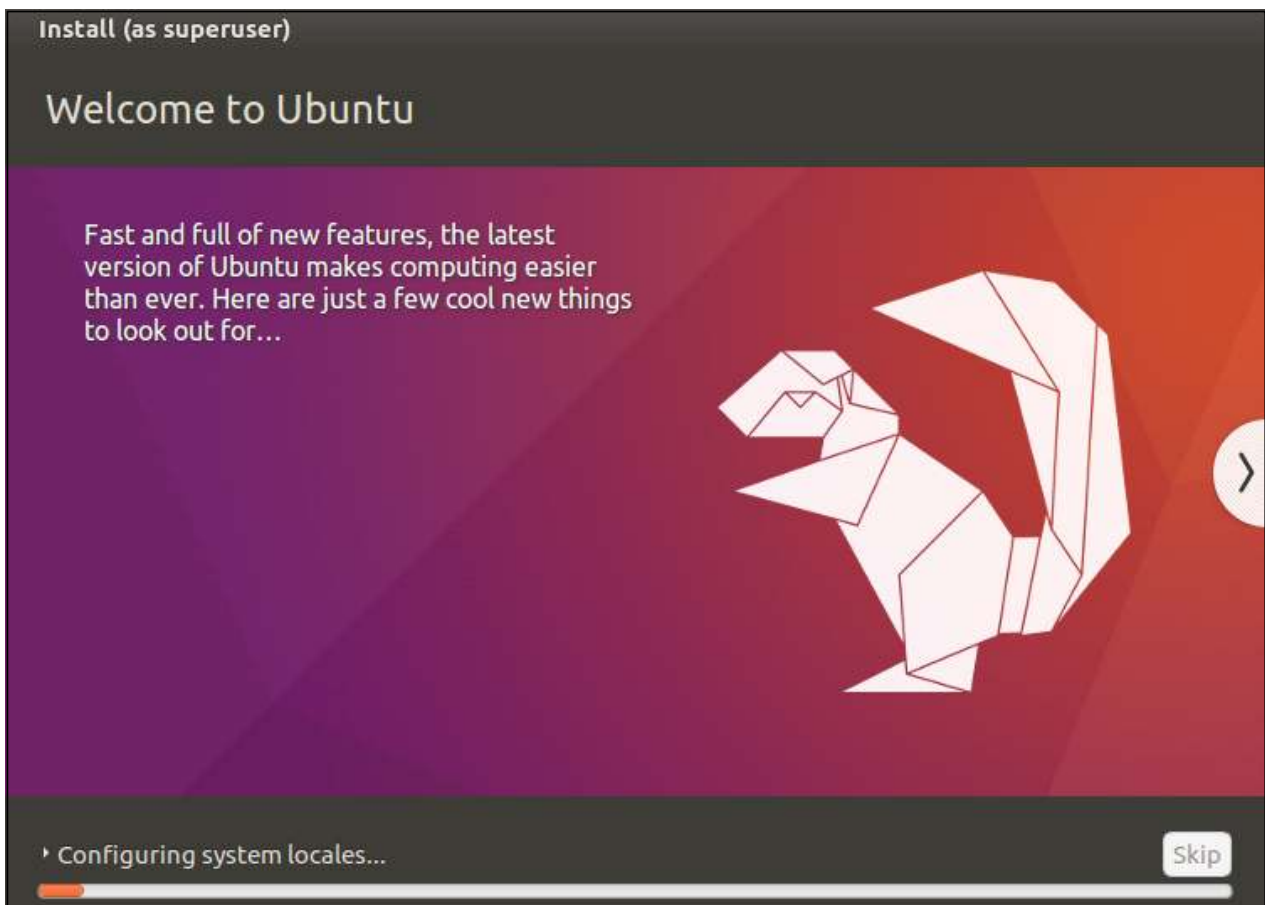 Install (as superuser)
Welcome to Ubuntu
Fast and full of new features, the latest
version of Ubuntu makes computing easier
than ever. Here are just a few cool new things
to look out for…
Configuring system locales...
Skip